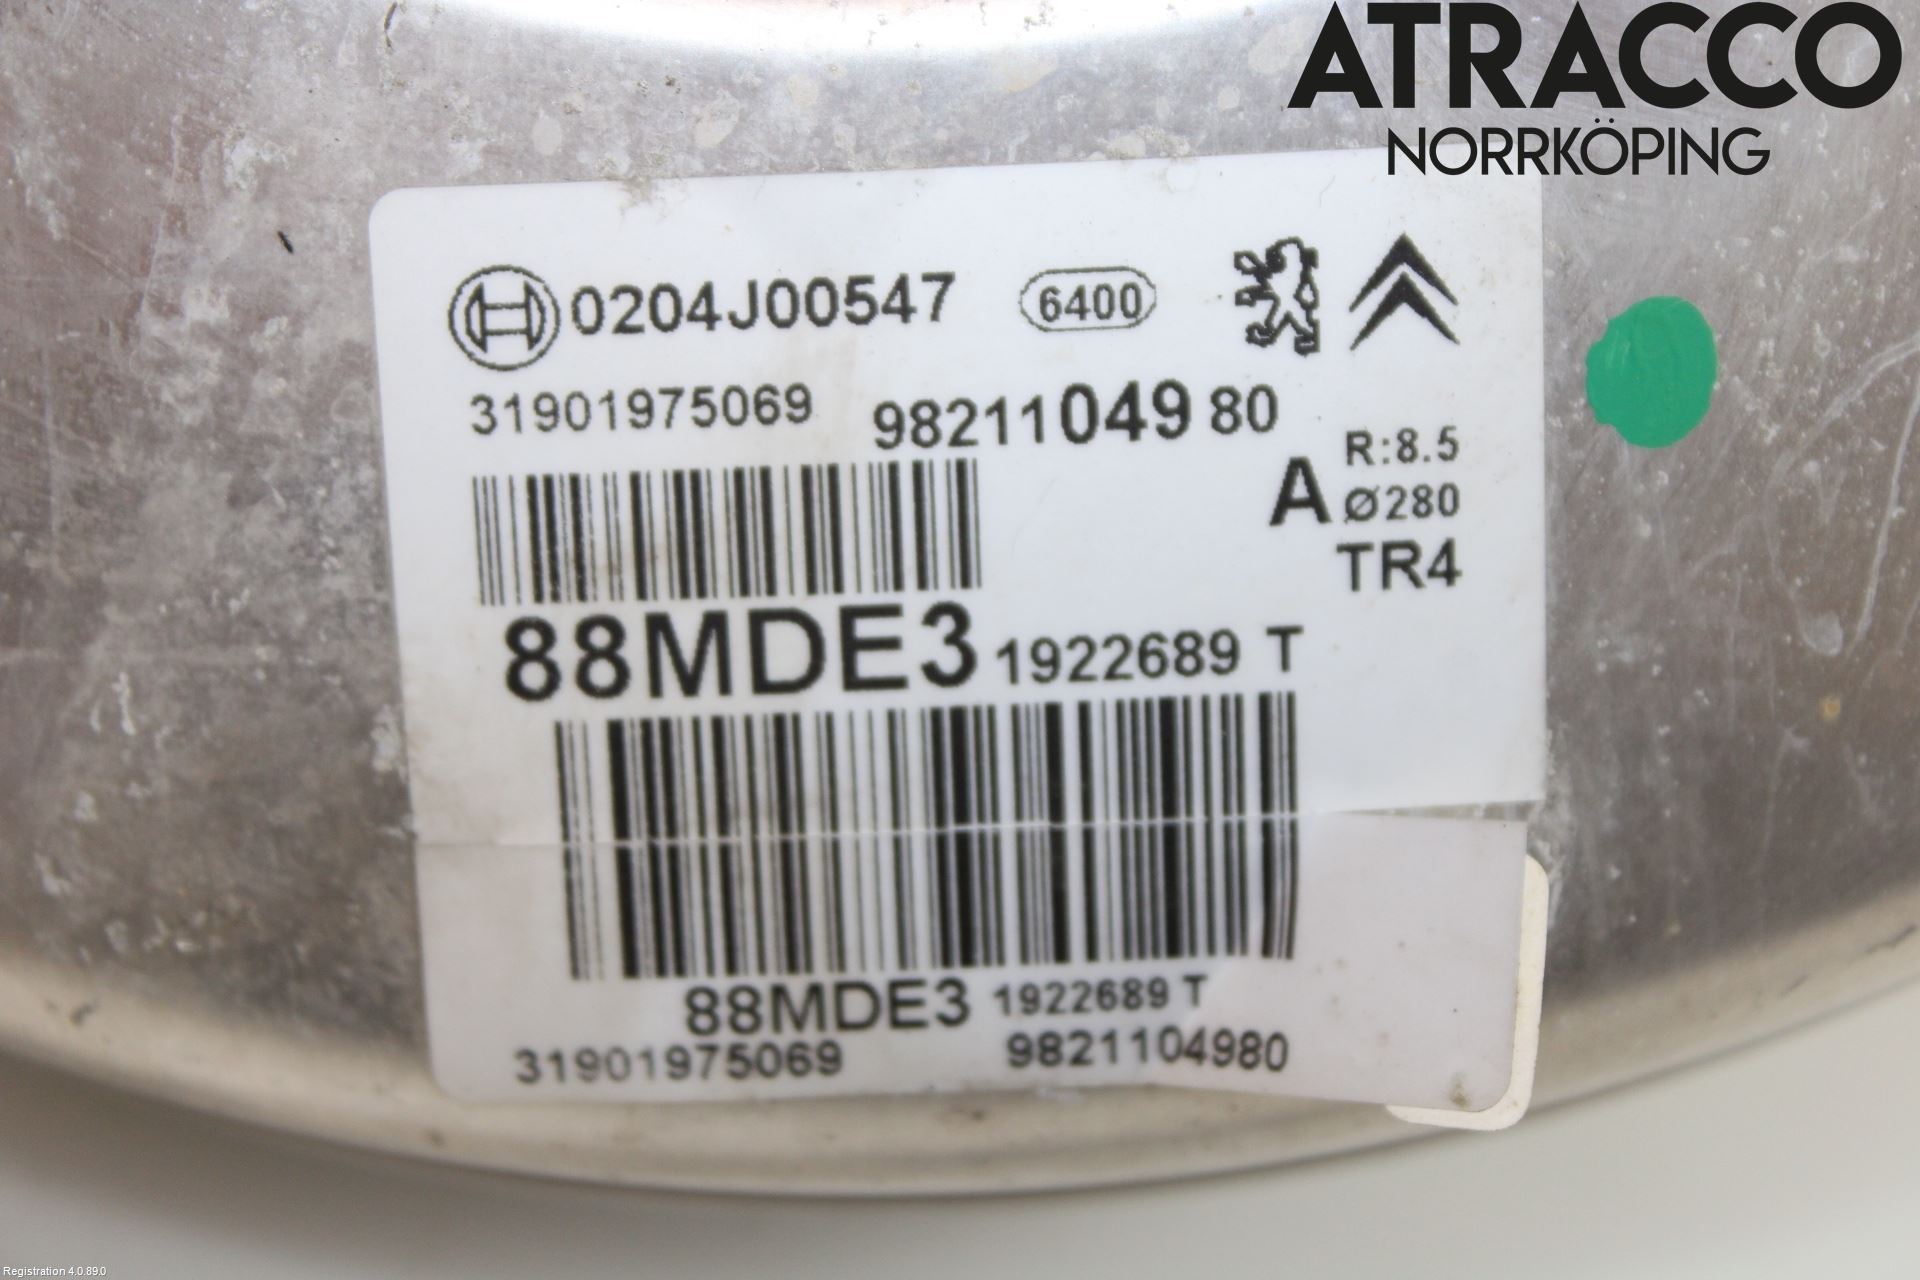 ATRACCO
NORRKÖPING
0204J00547 6400
31901975069 9821104980
R:8.5
A Ø280
TR4
88MDE3 1922689 T
88MDE3 1922689 T
31901975069 9821104980
Registration 4.0.89.0